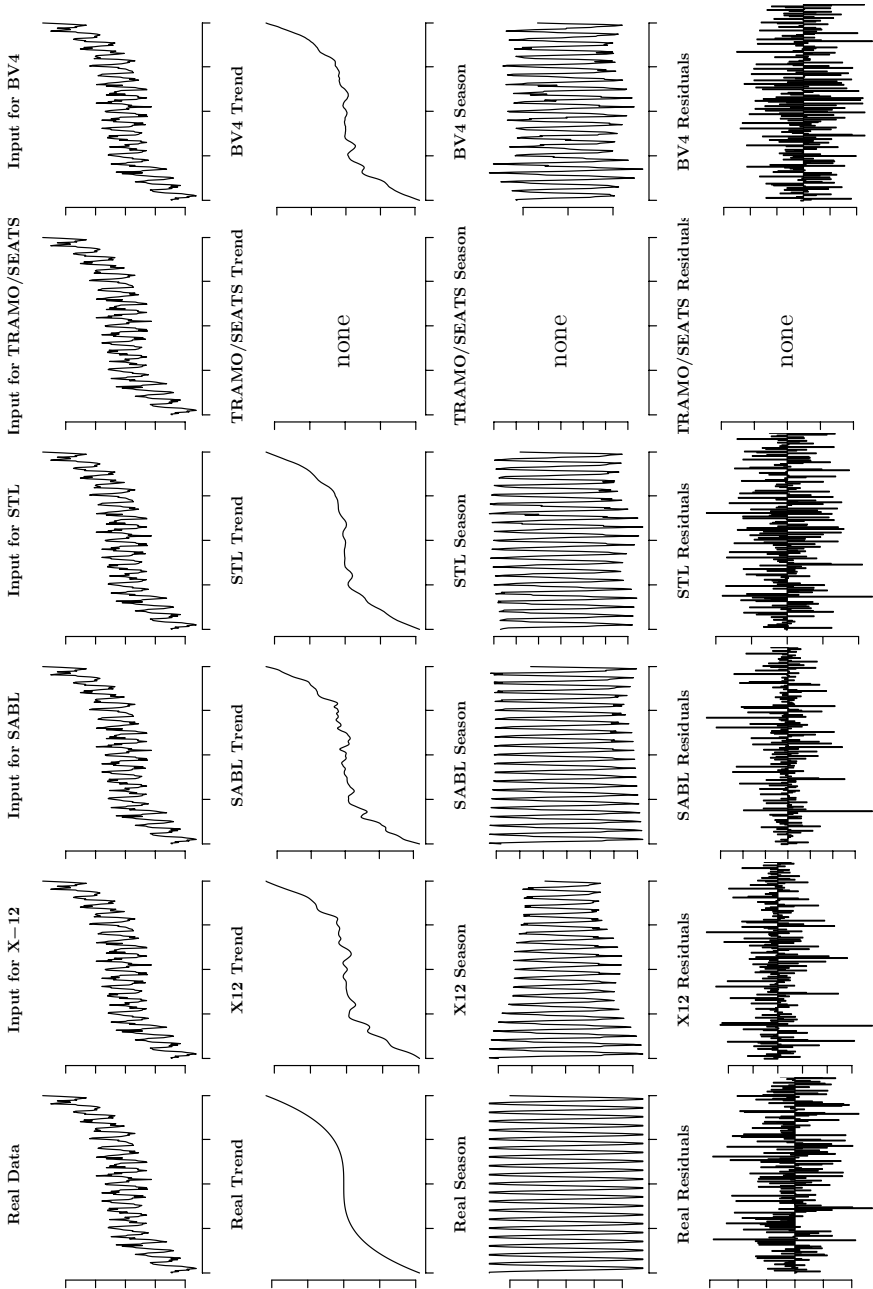 Real Data
Input for X−12
Input for SABL
Input for STL
Input for TRAMO/SEATS
Input for BV4
Real Trend
X12 Trend
SABL Trend
STL Trend
TRAMO/SEATS Trend
BV4 Trend
none
Real Season
X12 Season
SABL Season
STL Season
TRAMO/SEATS Season
BV4 Season
none
Real Residuals
X12 Residuals
SABL Residuals
STL Residuals
TRAMO/SEATS Residuals
BV4 Residuals
none